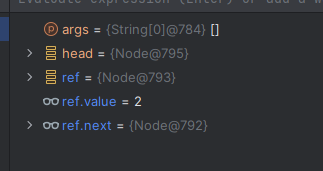 args = {String[0]@784} []
head = {Node@795}
ref = {Node@793}
ref.value = 2
ref.next = {Node@792}